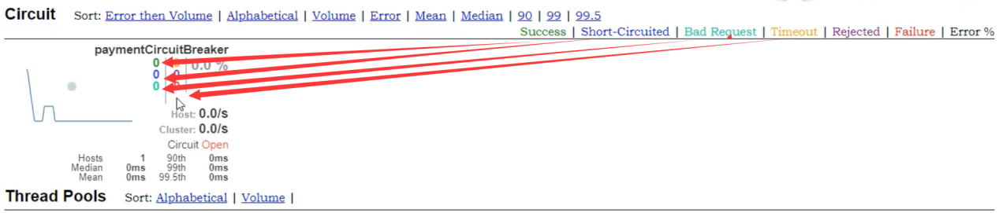 Circuit Sort: Error then Volume | Alphabetical | Volume | Error | Mean | Median | 90 | 99 | 99.5
Success | Short-Circuited | Bad Request | Timeout | Rejected | Failure | Error %
paymentCircuitBreaker
0 0.0 %
0 0
0
Host: 0.0/s
Cluster: 0.0/s
Circuit Open
Hosts 1 90th 0ms
Median 0ms 99th 0ms
Mean 0ms 99.5th 0ms
Thread Pools Sort: Alphabetical | Volume |